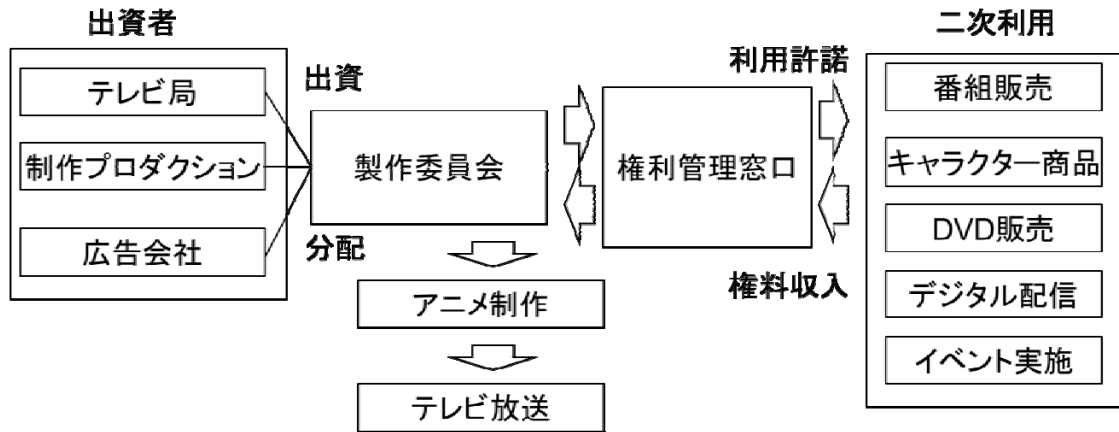 出資者
テレビ局
制作プロダクション
広告会社
出資
製作委員会
分配
アニメ制作
テレビ放送
権利管理窓口
利用許諾
権料収入
二次利用
番組販売
キャラクター商品
DVD販売
デジタル配信
イベント実施